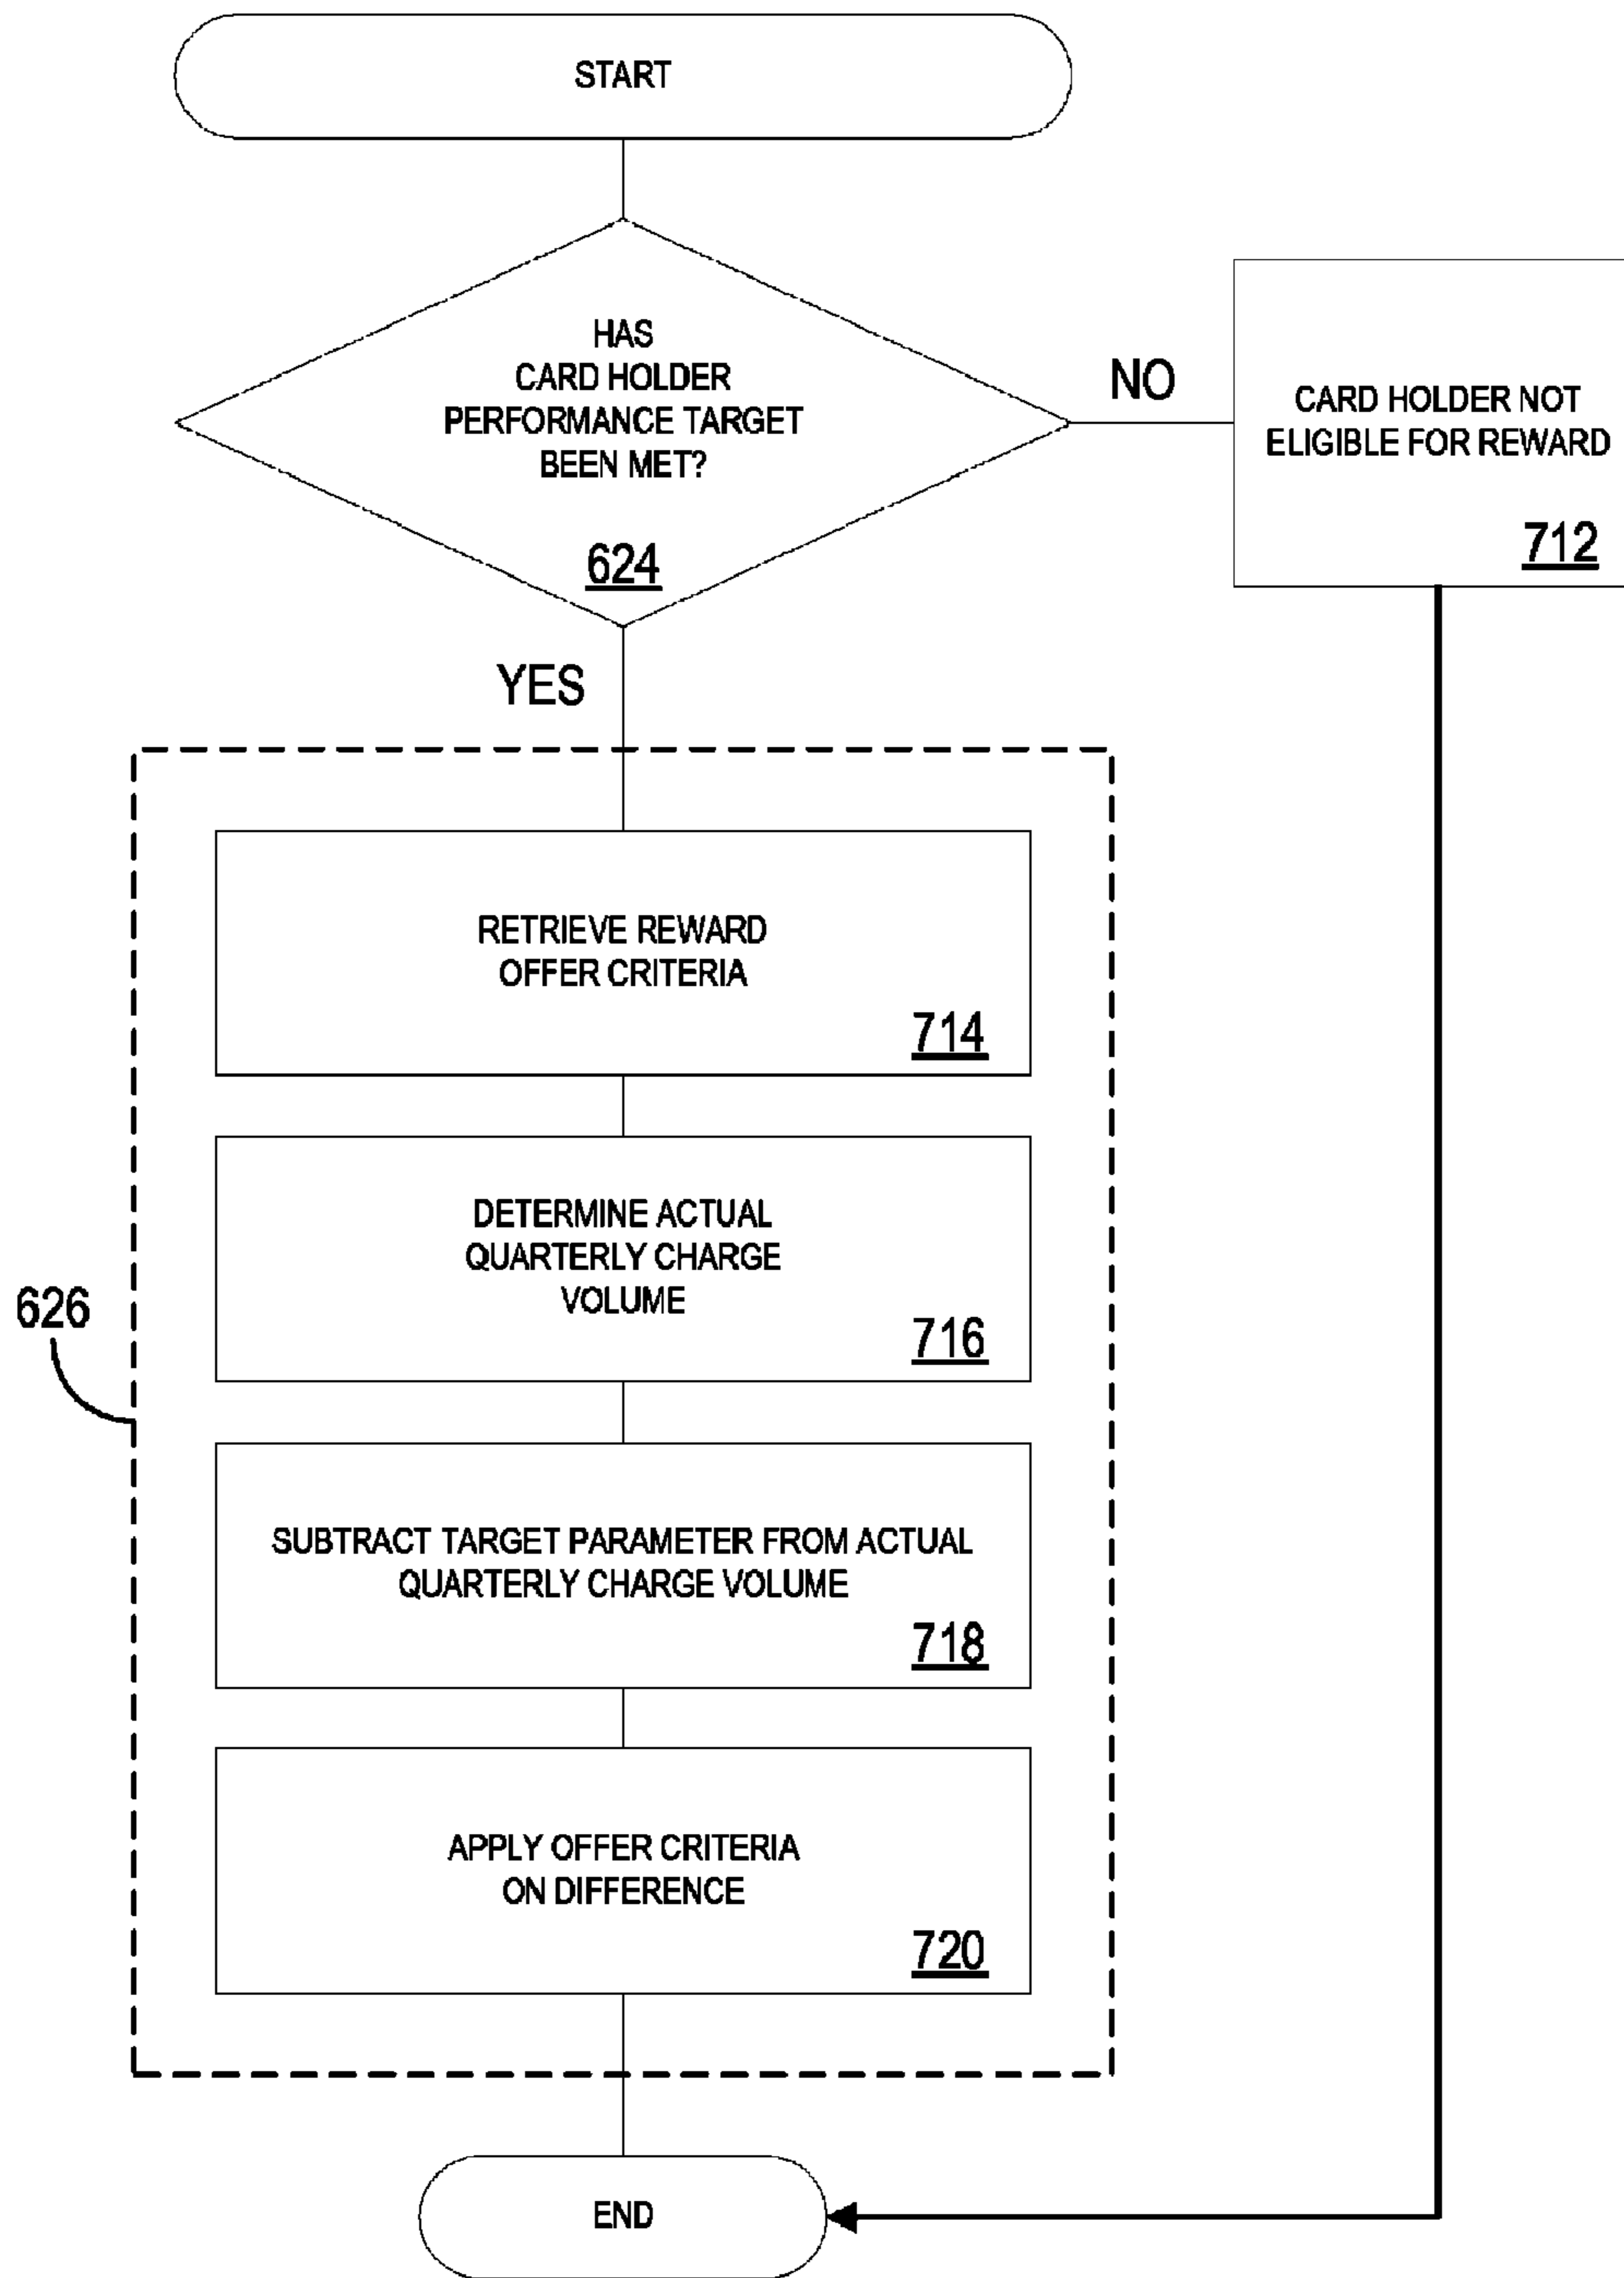 START
HAS
CARD HOLDER
PERFORMANCE TARGET
BEEN MET?
624
NO
CARD HOLDER NOT
ELIGIBLE FOR REWARD
712
YES
626
RETRIEVE REWARD
OFFER CRITERIA
714
DETERMINE ACTUAL
QUARTERLY CHARGE
VOLUME
716
SUBTRACT TARGET PARAMETER FROM ACTUAL
QUARTERLY CHARGE VOLUME
718
APPLY OFFER CRITERIA
ON DIFFERENCE
720
END